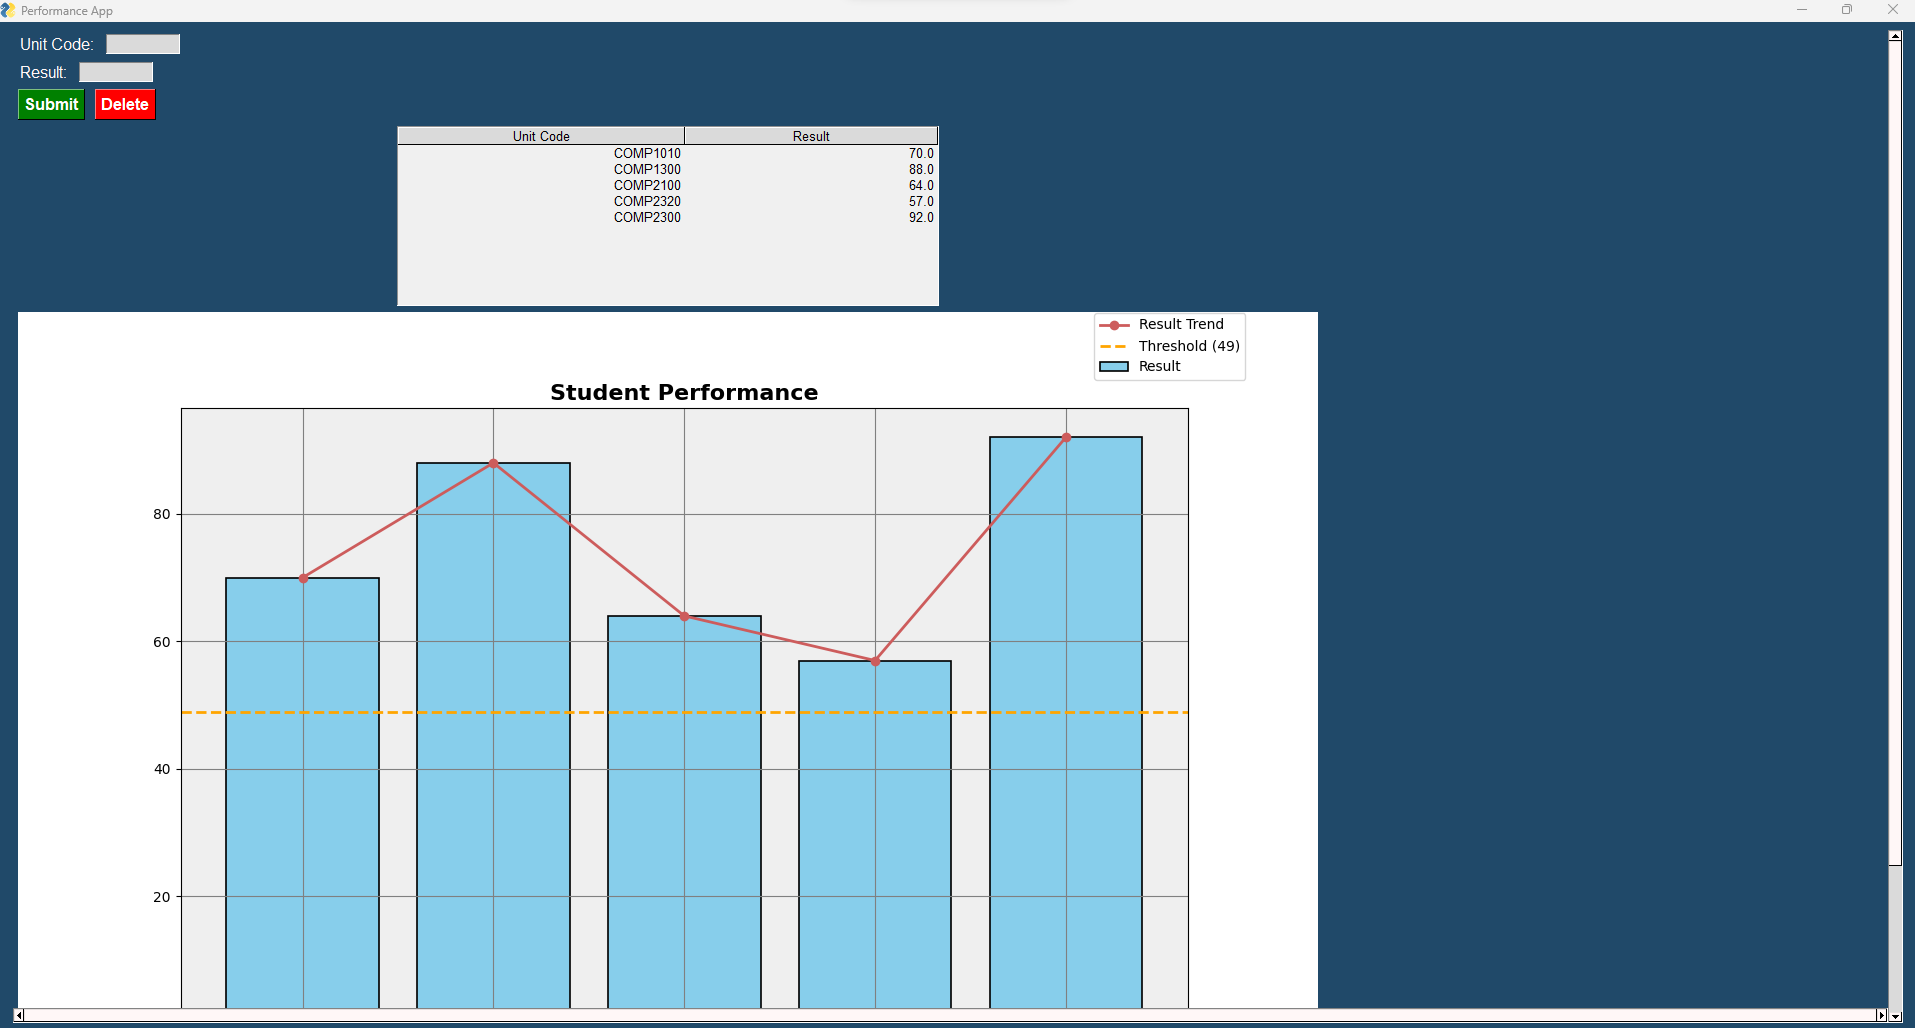 Performance App
Unit Code:
Result:
Submit Delete
Unit Code Result
COMP1010 70.0
COMP1300 88.0
COMP2100 64.0
COMP2320 57.0
COMP2300 92.0
Result Trend
Threshold (49)
Result
Student Performance
80
60
40
20